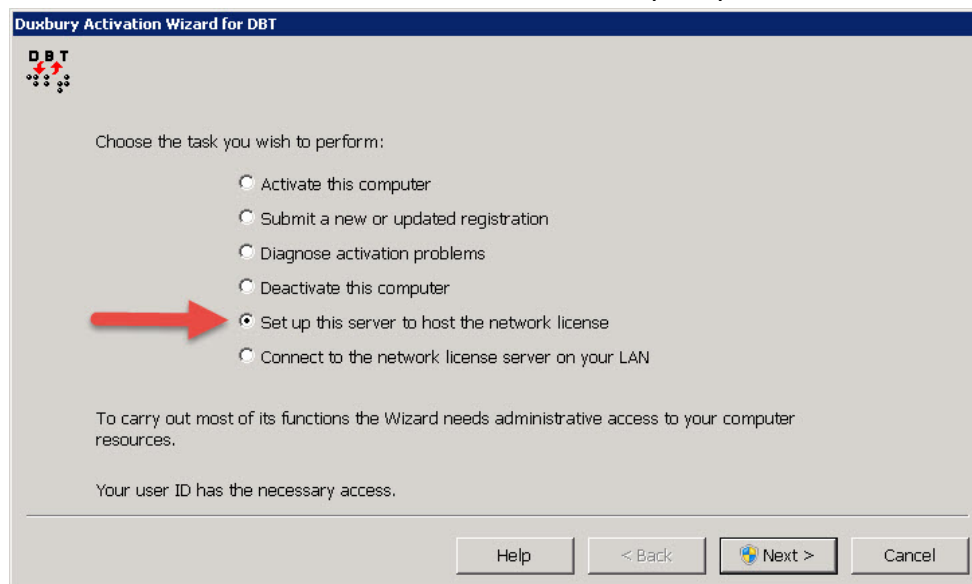 Duxbury Activation Wizard for DBT
DBT
Choose the task you wish to perform:
Activate this computer
Submit a new or updated registration
Diagnose activation problems
Deactivate this computer
Set up this server to host the network license
Connect to the network license server on your LAN
To carry out most of its functions the Wizard needs administrative access to your computer
resources.
Your user ID has the necessary access.
Help < Back Next > Cancel